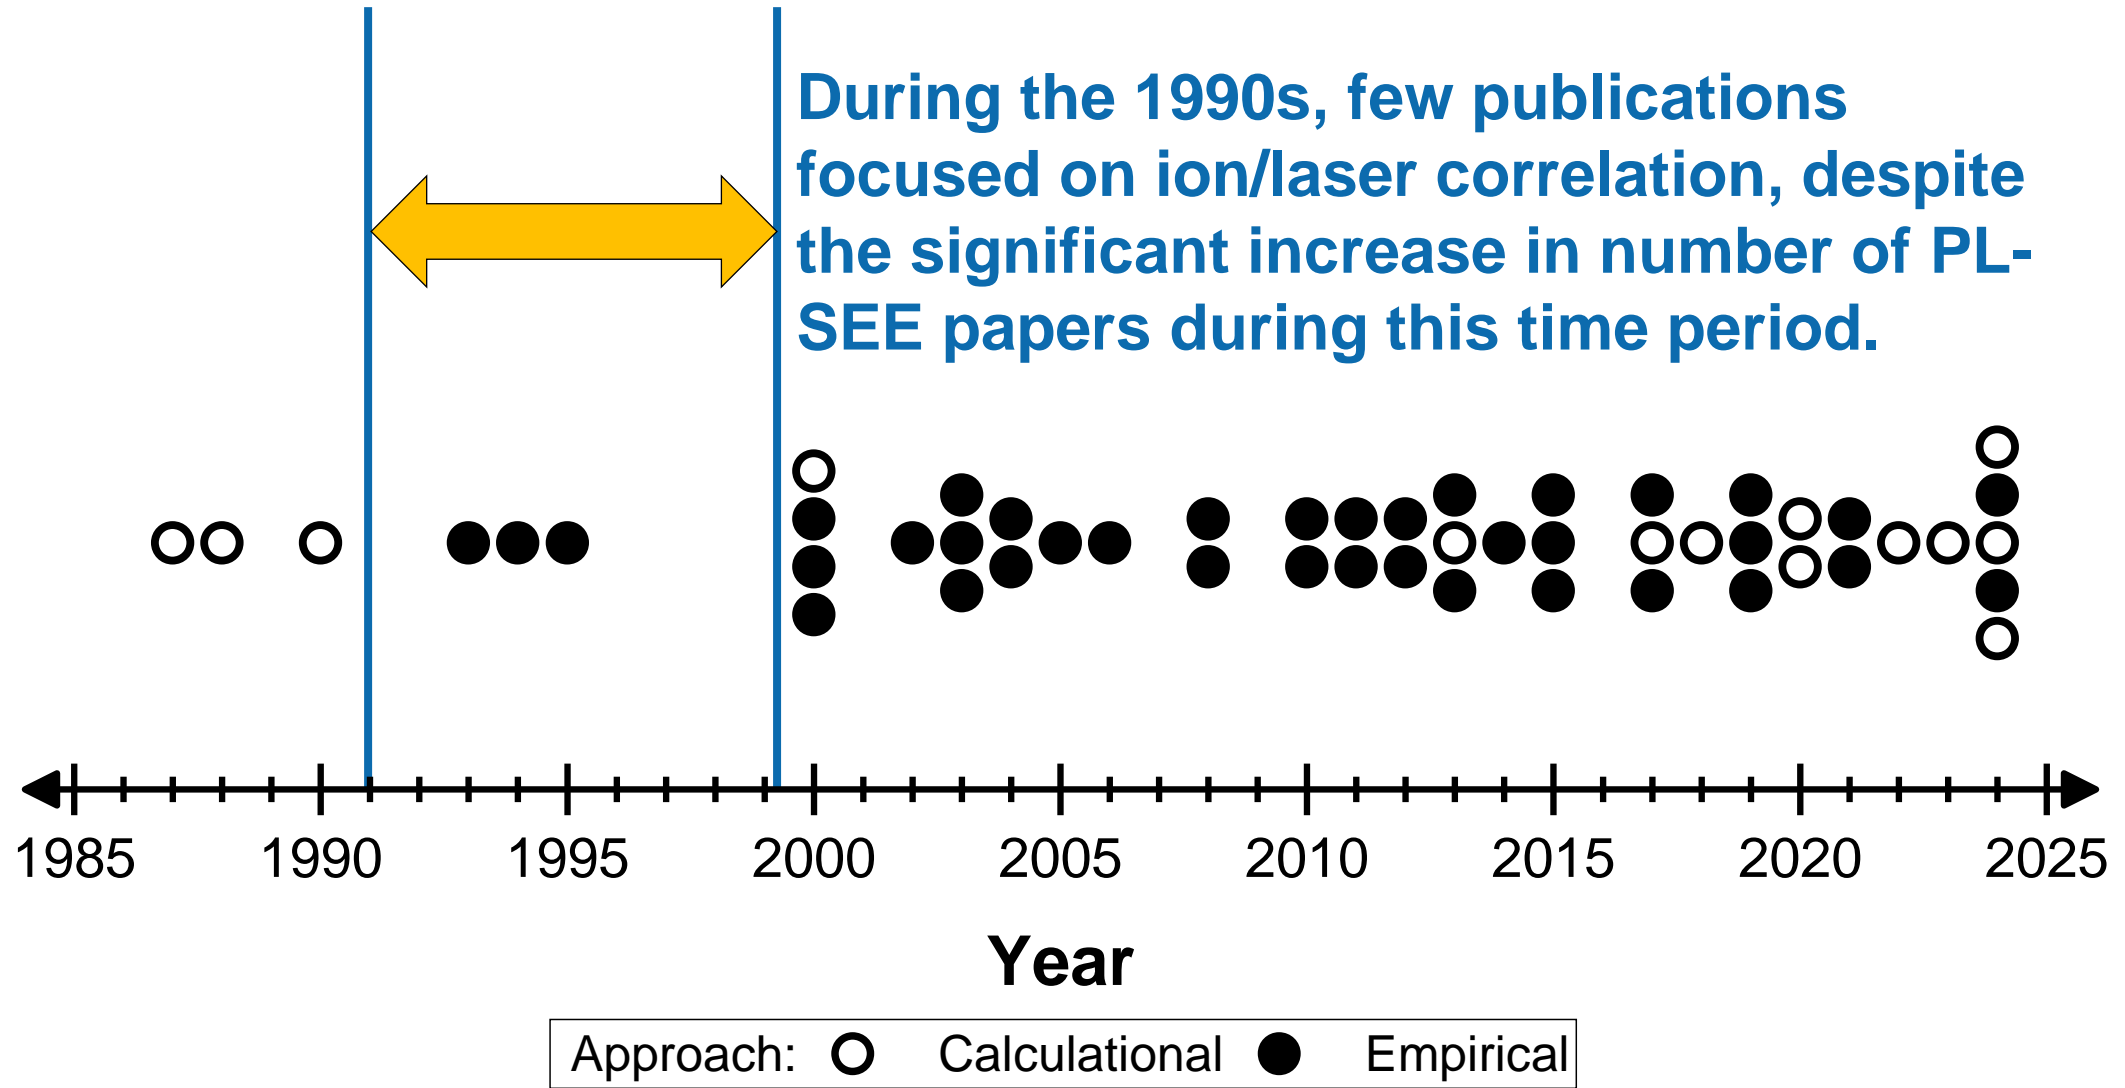 During the 1990s, few publications
focused on ion/laser correlation, despite
the significant increase in number of PL-
SEE papers during this time period.
1985 1990 1995 2000 2005 2010 2015 2020 2025
Year
Approach: Calculational Empirical